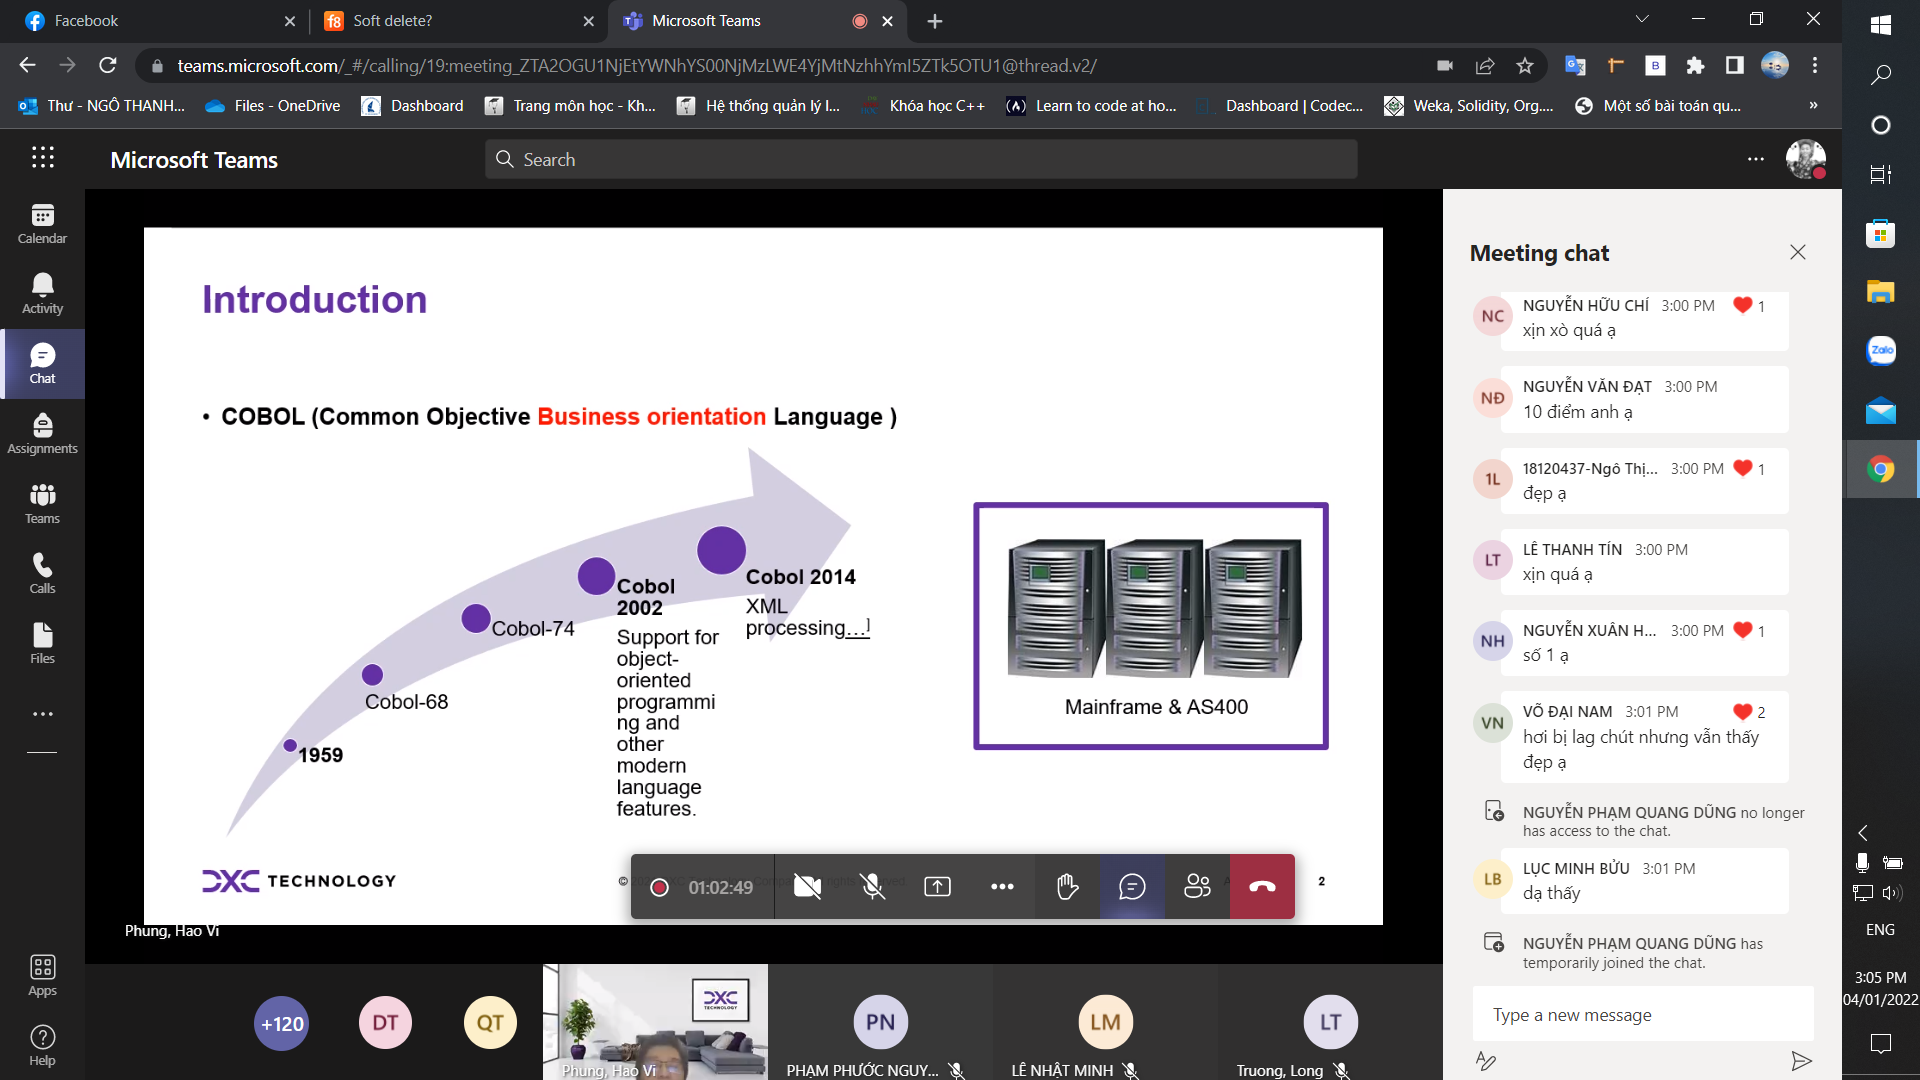 Facebook
Soft delete?
Microsoft Teams
teams.microsoft.com/_#/calling/19:meeting_ZTA2OGU1NjEtYWNhYS00NjMzLWE4YjMtNzhhYmI5ZTk5OTU1@thread.v2/
Thư - NGÔ THANH...
Files - OneDrive
Dashboard
Trang môn học - Kh...
Hệ thống quản lý l...
Khóa học C++
Learn to code at ho...
Dashboard | Codec...
Weka, Solidity, Org....
Một số bài toán qu...
Microsoft Teams
Search
Calendar
Activity
Chat
Assignments
Teams
Calls
Files
Apps
Help
Introduction
• COBOL (Common Objective Business orientation Language )
1959
Cobol-68
Cobol-74
Cobol
2002
Support for
object-
oriented
programmi
ng and
other
modern
language
features.
Cobol 2014
XML
processing…]
Mainframe & AS400
DXC TECHNOLOGY
2
01:02:49
Phung, Hao Vi
+120
DT
QT
DXC
TECHNOLOGY
Phung, Hao Vi
PN
PHẠM PHƯỚC NGUY...
LM
LÊ NHẬT MINH
LT
Truong, Long
Meeting chat
NC
NGUYỄN HỮU CHÍ 3:00 PM 1
xịn xò quá ạ
NĐ
NGUYỄN VĂN ĐẠT 3:00 PM
10 điểm anh ạ
1L
18120437-Ngô Thị... 3:00 PM 1
đẹp ạ
LT
LÊ THANH TÍN 3:00 PM
xịn quá ạ
NH
NGUYỄN XUÂN H... 3:00 PM 1
số 1 ạ
VN
VÕ ĐẠI NAM 3:01 PM 2
hơi bị lag chút nhưng vẫn thấy
đẹp ạ
NGUYỄN PHẠM QUANG DŨNG no longer
has access to the chat.
LB
LỤC MINH BỬU 3:01 PM
dạ thấy
NGUYỄN PHẠM QUANG DŨNG has
temporarily joined the chat.
Type a new message
Zalo
ENG
3:05 PM
04/01/2022